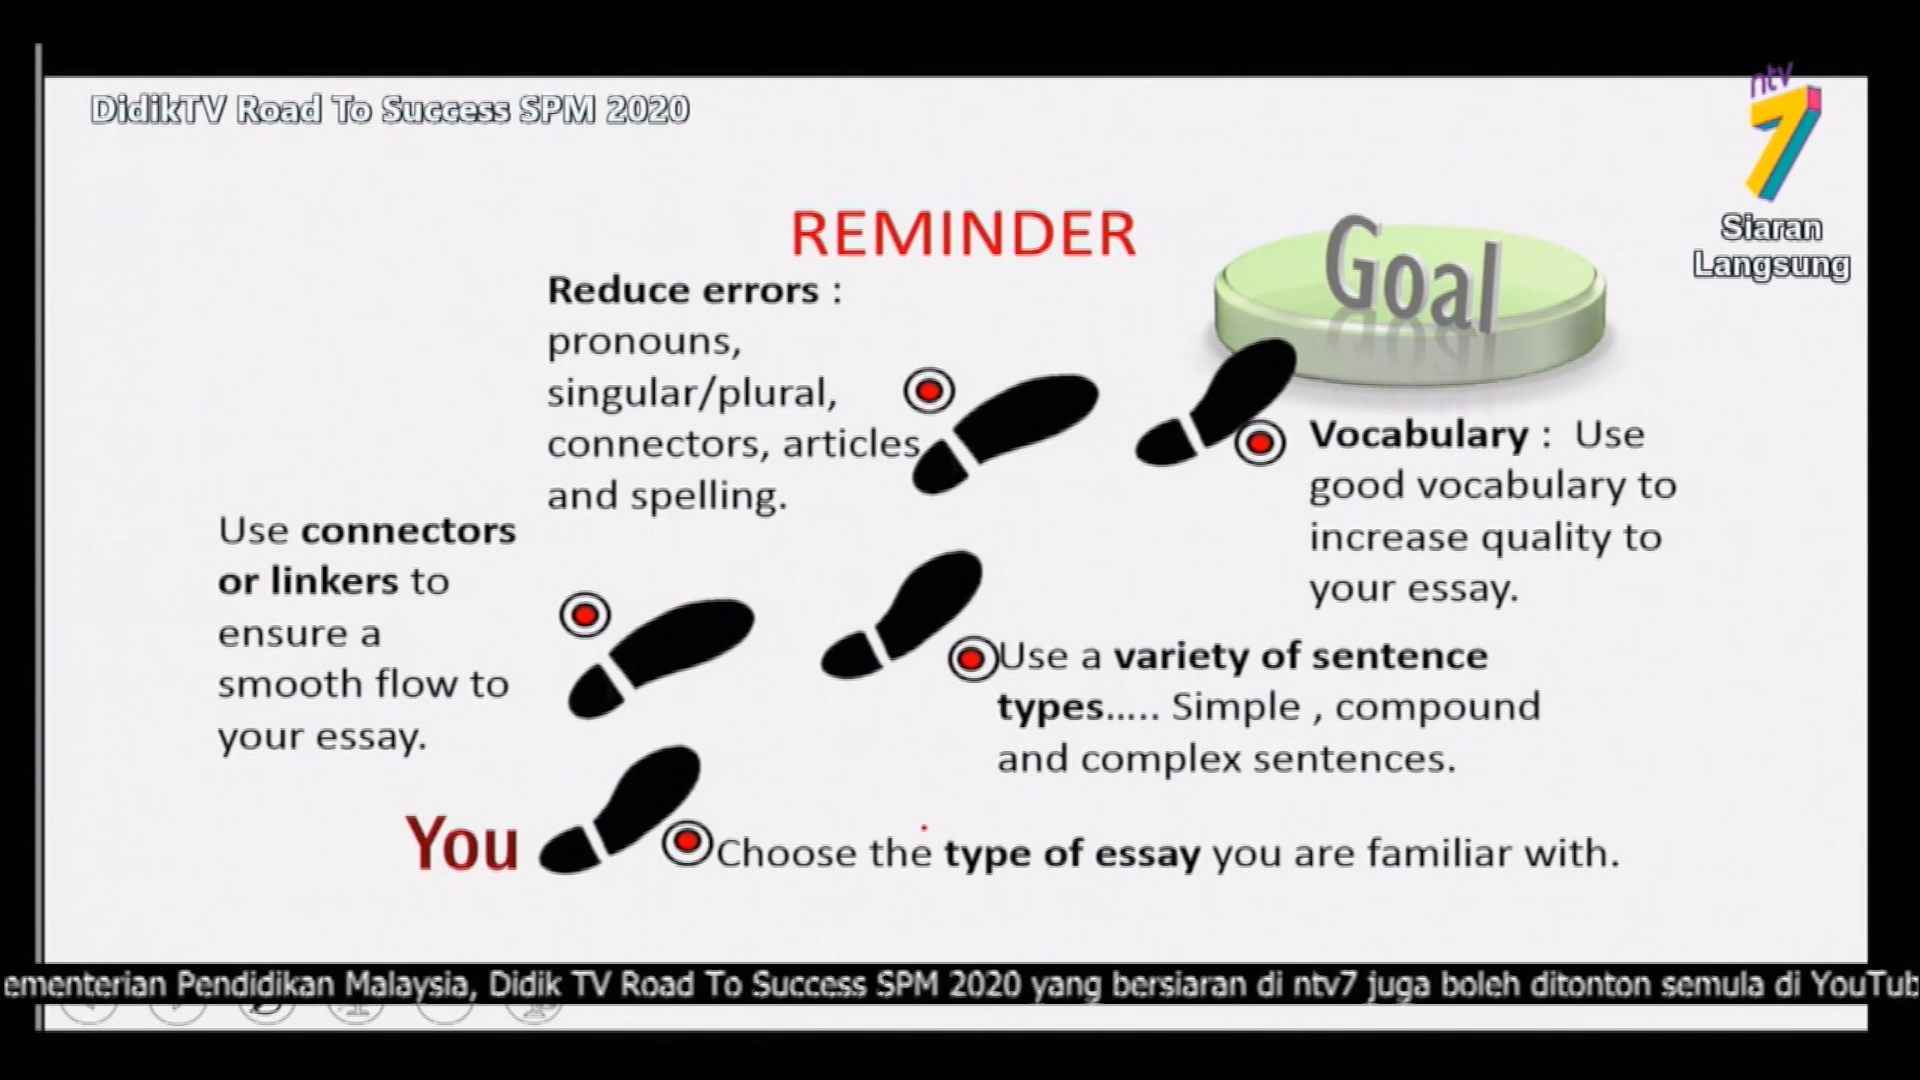 DidikTV Road To Success SPM 2020
ntv
7
Siaran
Langsung
REMINDER
Goal
Reduce errors :
pronouns,
singular/plural,
connectors, articles
and spelling.
Vocabulary : Use
good vocabulary to
increase quality to
your essay.
Use connectors
or linkers to
ensure a
smooth flow to
your essay.
Use a variety of sentence
types..... Simple , compound
and complex sentences.
You
Choose the type of essay you are familiar with.
ementerian Pendidikan Malaysia, Didik TV Road To Success SPM 2020 yang bersiaran di ntv7 juga boleh ditonton semula di YouTub